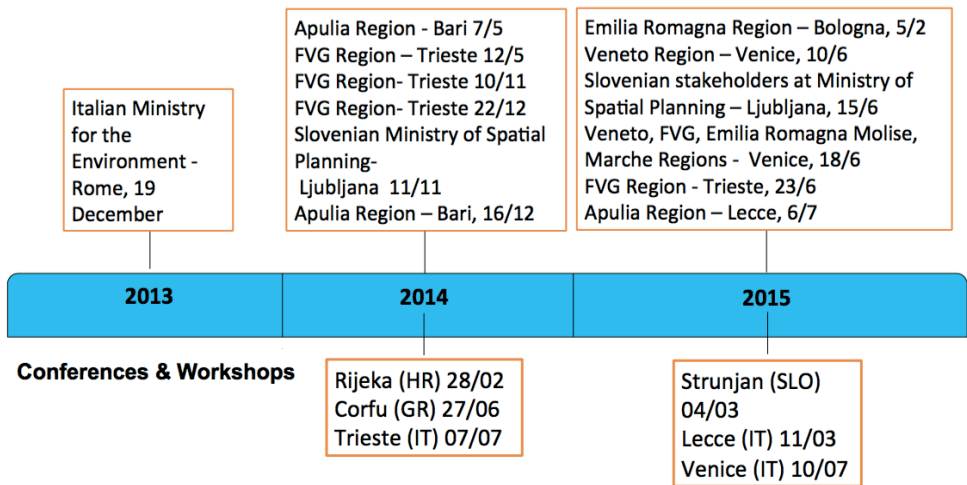 Italian Ministry
for the
Environment -
Rome, 19
December
Apulia Region - Bari 7/5
FVG Region – Trieste 12/5
FVG Region- Trieste 10/11
FVG Region- Trieste 22/12
Slovenian Ministry of Spatial
Planning-
Ljubljana 11/11
Apulia Region – Bari, 16/12
Emilia Romagna Region – Bologna, 5/2
Veneto Region – Venice, 10/6
Slovenian stakeholders at Ministry of
Spatial Planning – Ljubljana, 15/6
Veneto, FVG, Emilia Romagna Molise,
Marche Regions - Venice, 18/6
FVG Region - Trieste, 23/6
Apulia Region – Lecce, 6/7
2013
2014
2015
Conferences & Workshops
Rijeka (HR) 28/02
Corfu (GR) 27/06
Trieste (IT) 07/07
Strunjan (SLO)
04/03
Lecce (IT) 11/03
Venice (IT) 10/07